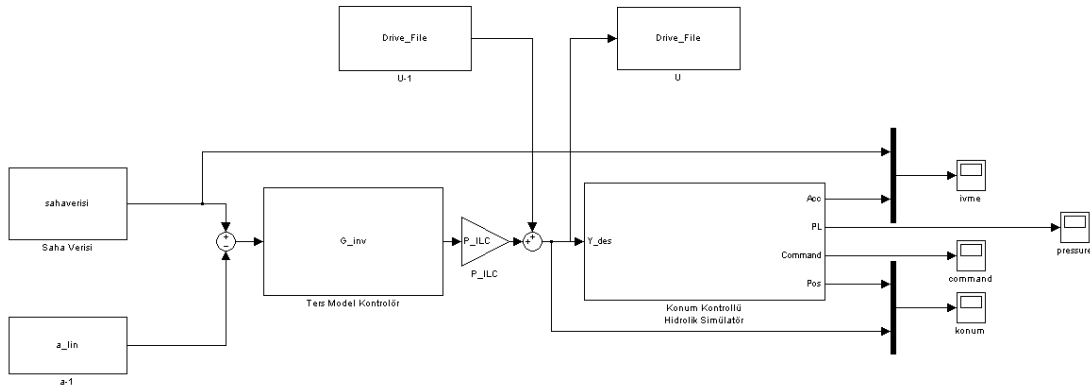 Drive_File
U-1
Drive_File
U
sahaverisi
Saha Verisi
a_lin
a-1
+
−
G_inv
Ters Model Kontrolör
P_ILC
P_ILC
+
+
Y_des
Acc
PL
Command
Pos
Konum Kontrollü
Hidrolik Simülatör
ivme
pressure
command
konum